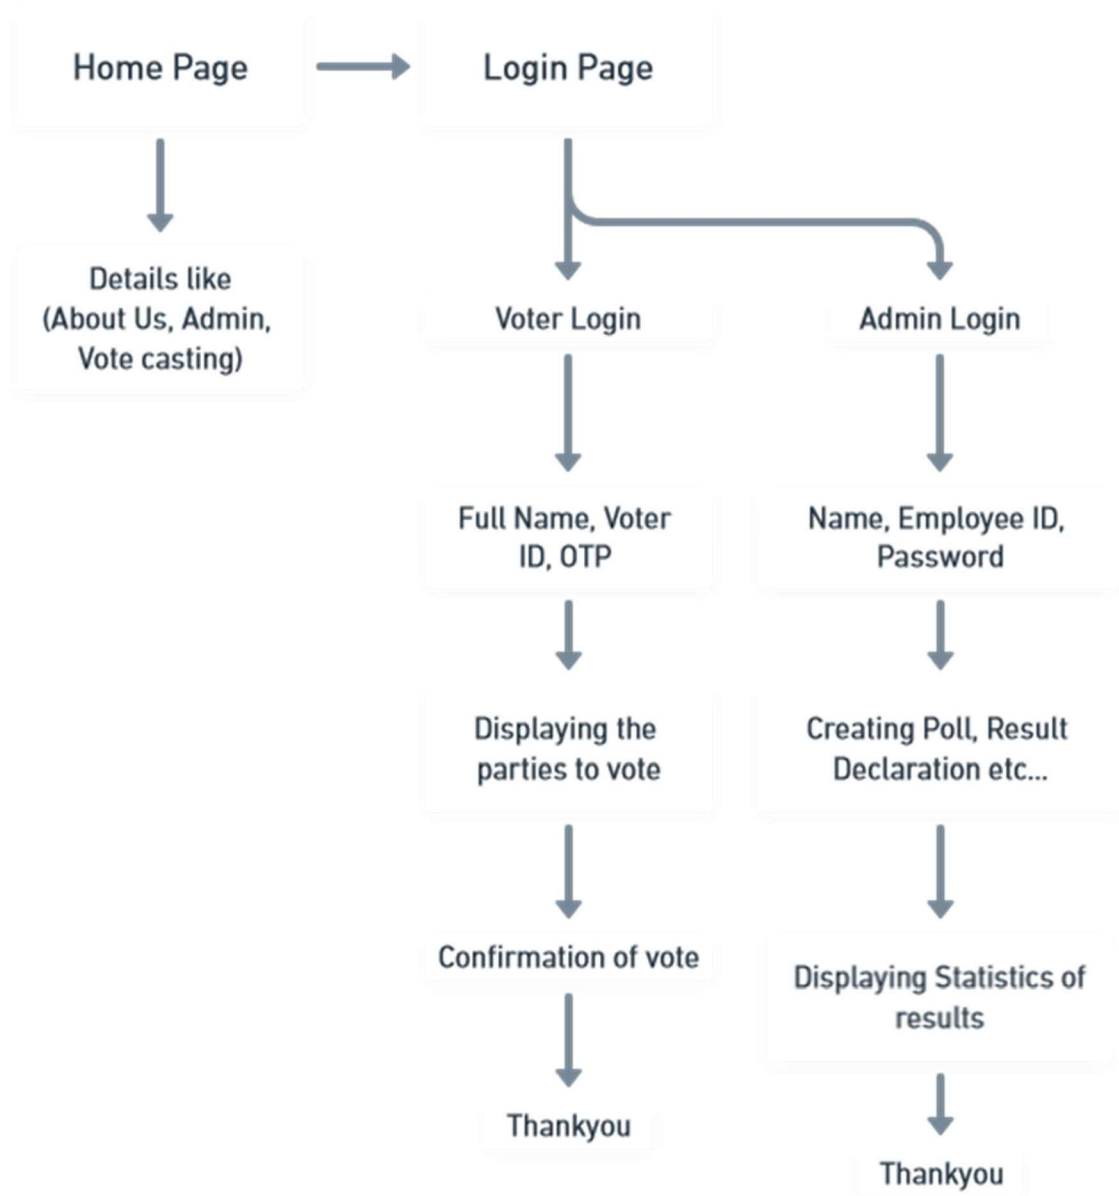 Home Page
Login Page
Details like
(About Us, Admin,
Vote casting)
Voter Login
Admin Login
Full Name, Voter
ID, OTP
Name, Employee ID,
Password
Displaying the
parties to vote
Creating Poll, Result
Declaration etc...
Confirmation of vote
Displaying Statistics of
results
Thankyou
Thankyou